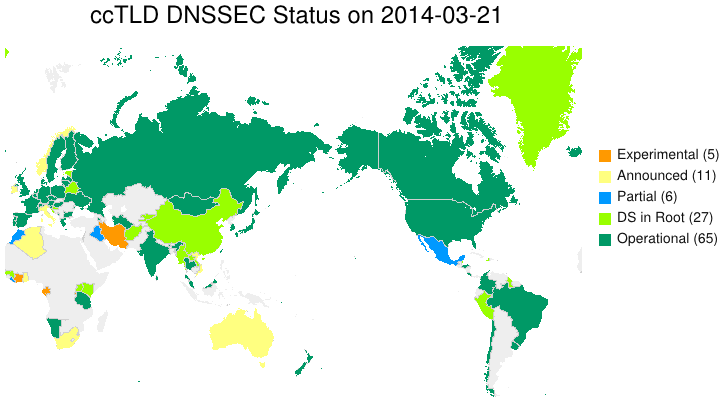 ccTLD DNSSEC Status on 2014-03-21
Experimental (5)
Announced (11)
Partial (6)
DS in Root (27)
Operational (65)